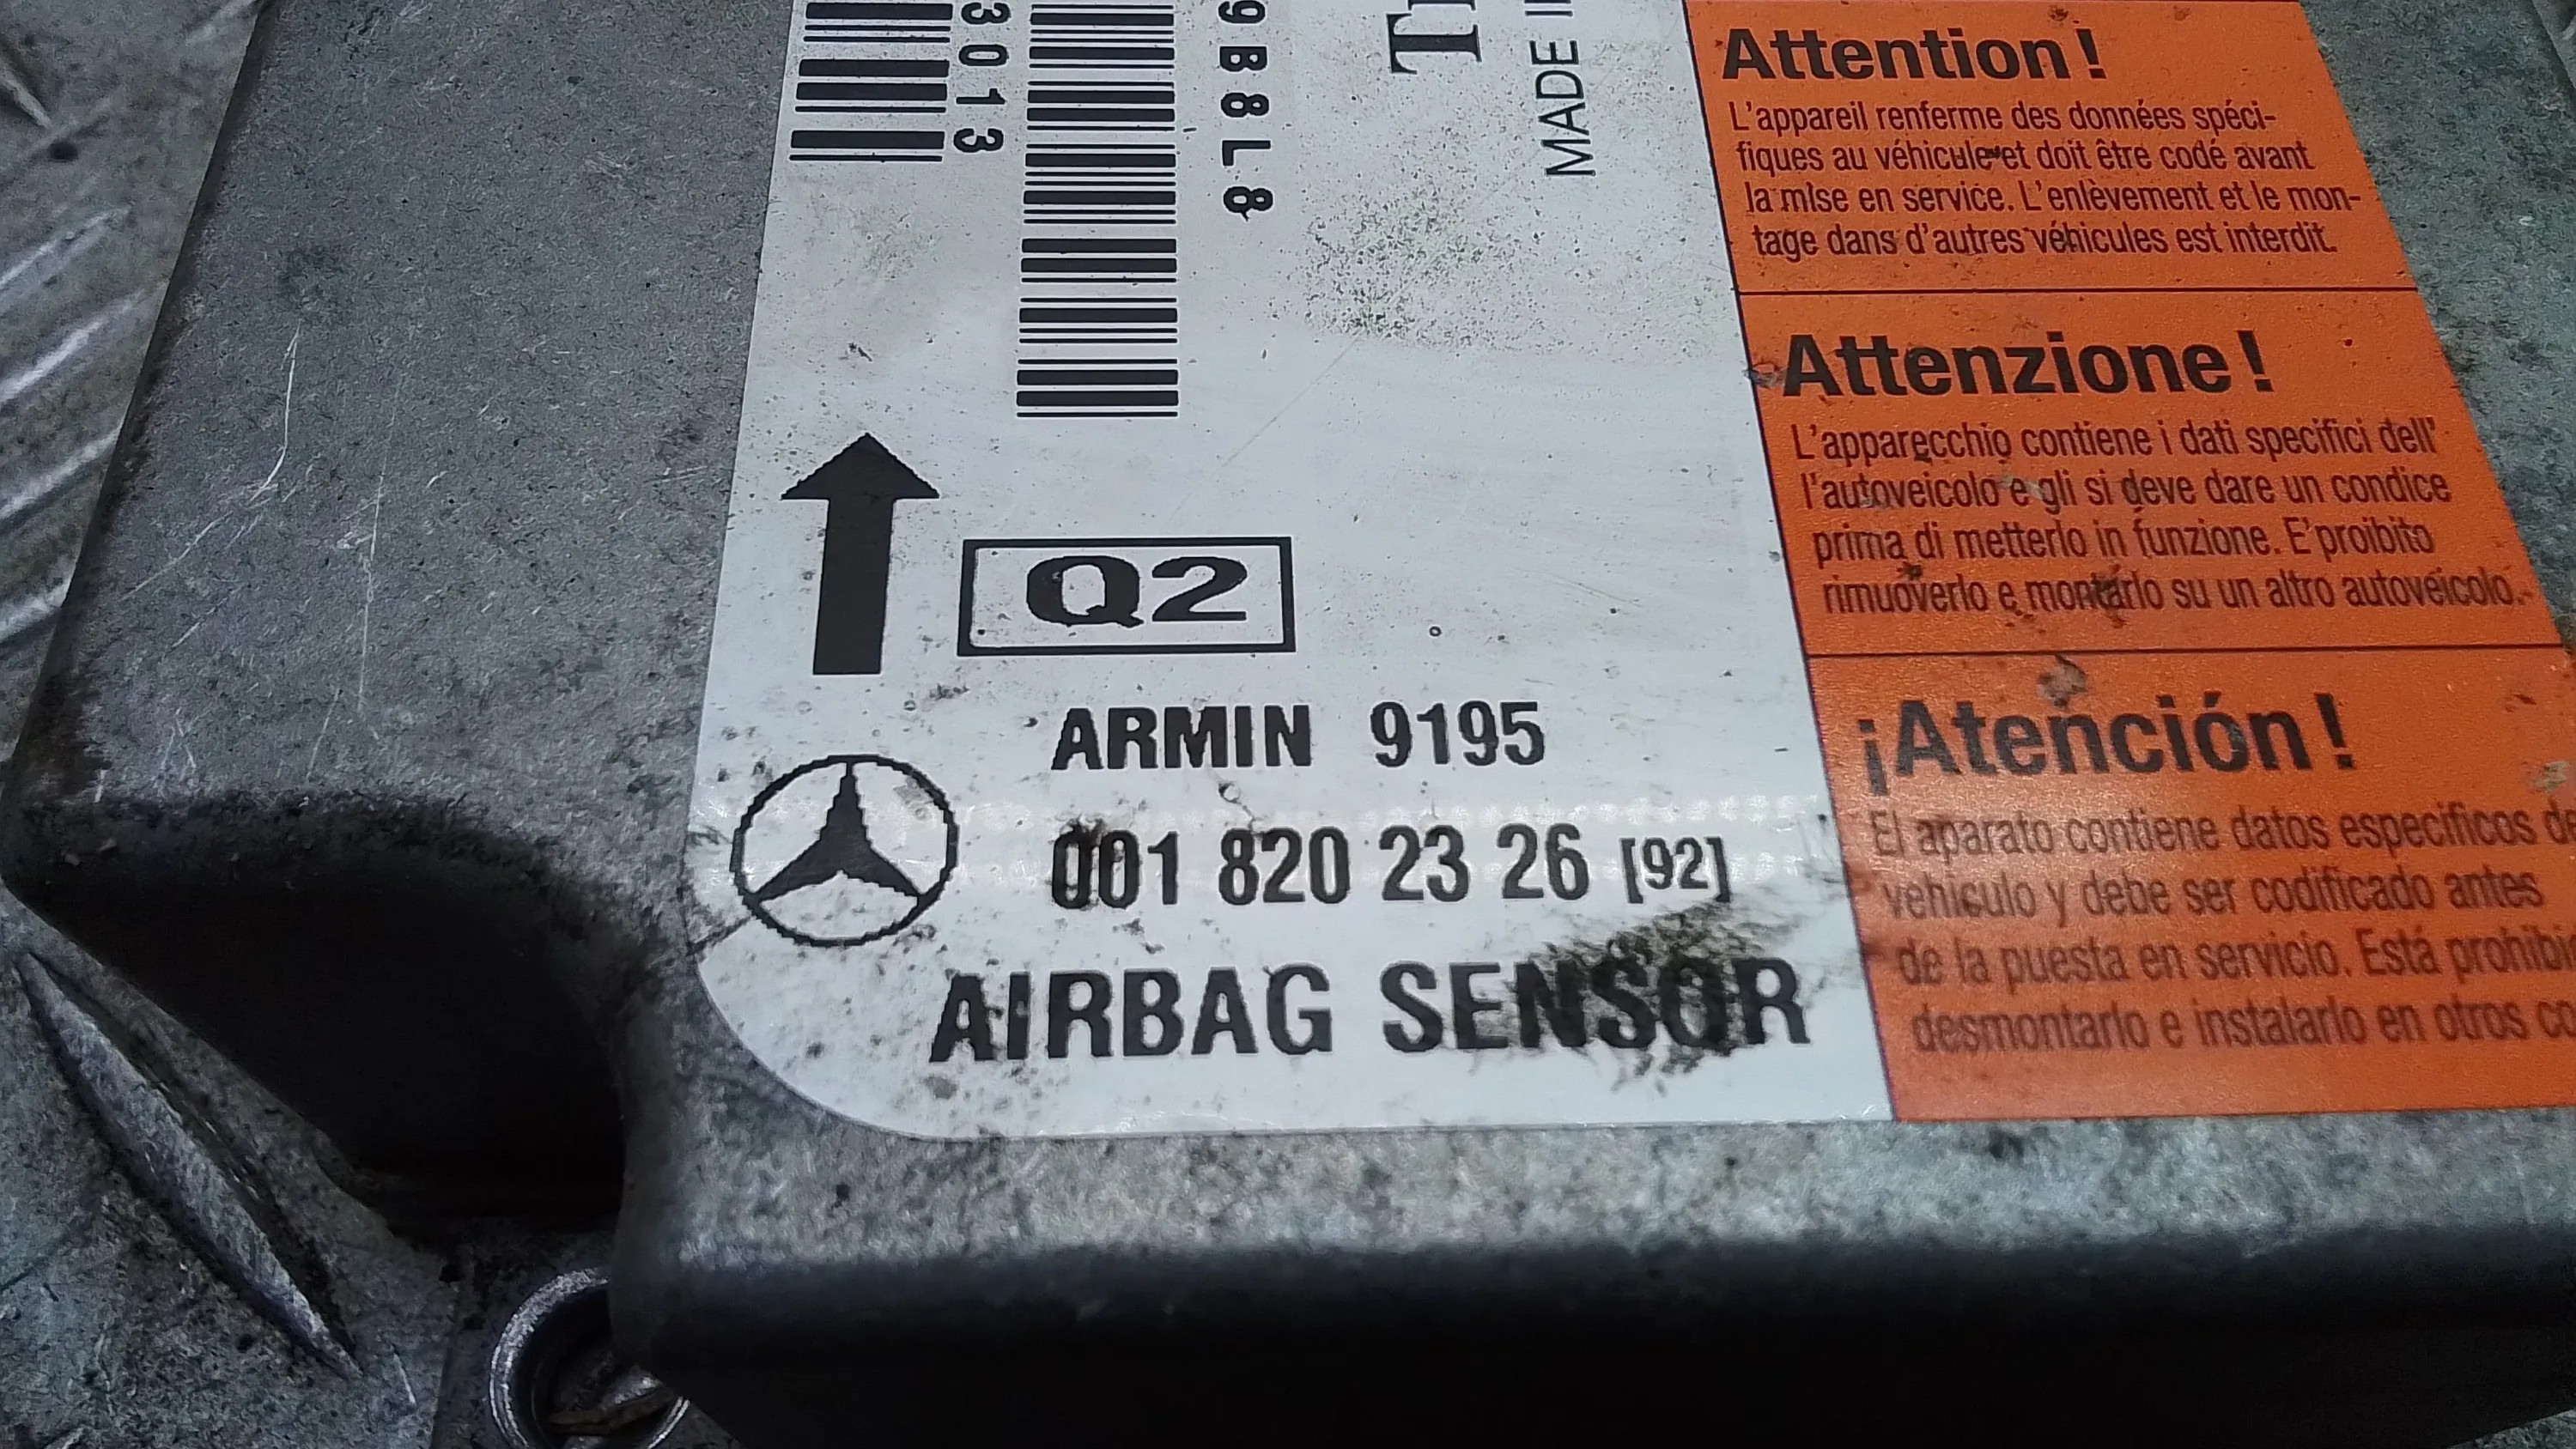 3013
9B8L8
MADE
Q2
ARMIN 9195
001 820 23 26 [92]
AIRBAG SENSOR
Attention !
L'appareil renferme des données spéci-
fiques au véhicule et doit être codé avant
la mise en service. L'enlèvement et le mon-
tage dans d'autres véhicules est interdit.
Attenzione !
L'apparecchio contiene i dati specifici dell'
l'autoveicolo e gli si deve dare un condice
prima di metterlo in funzione. E'proibito
rimuoverlo e montarlo su un altro autoveicolo.
¡Atención !
El aparato contiene datos especificos
vehiculo y debe ser codificado antes
de la puesta en servicio. Está
desmontarlo e instalarlo en otros